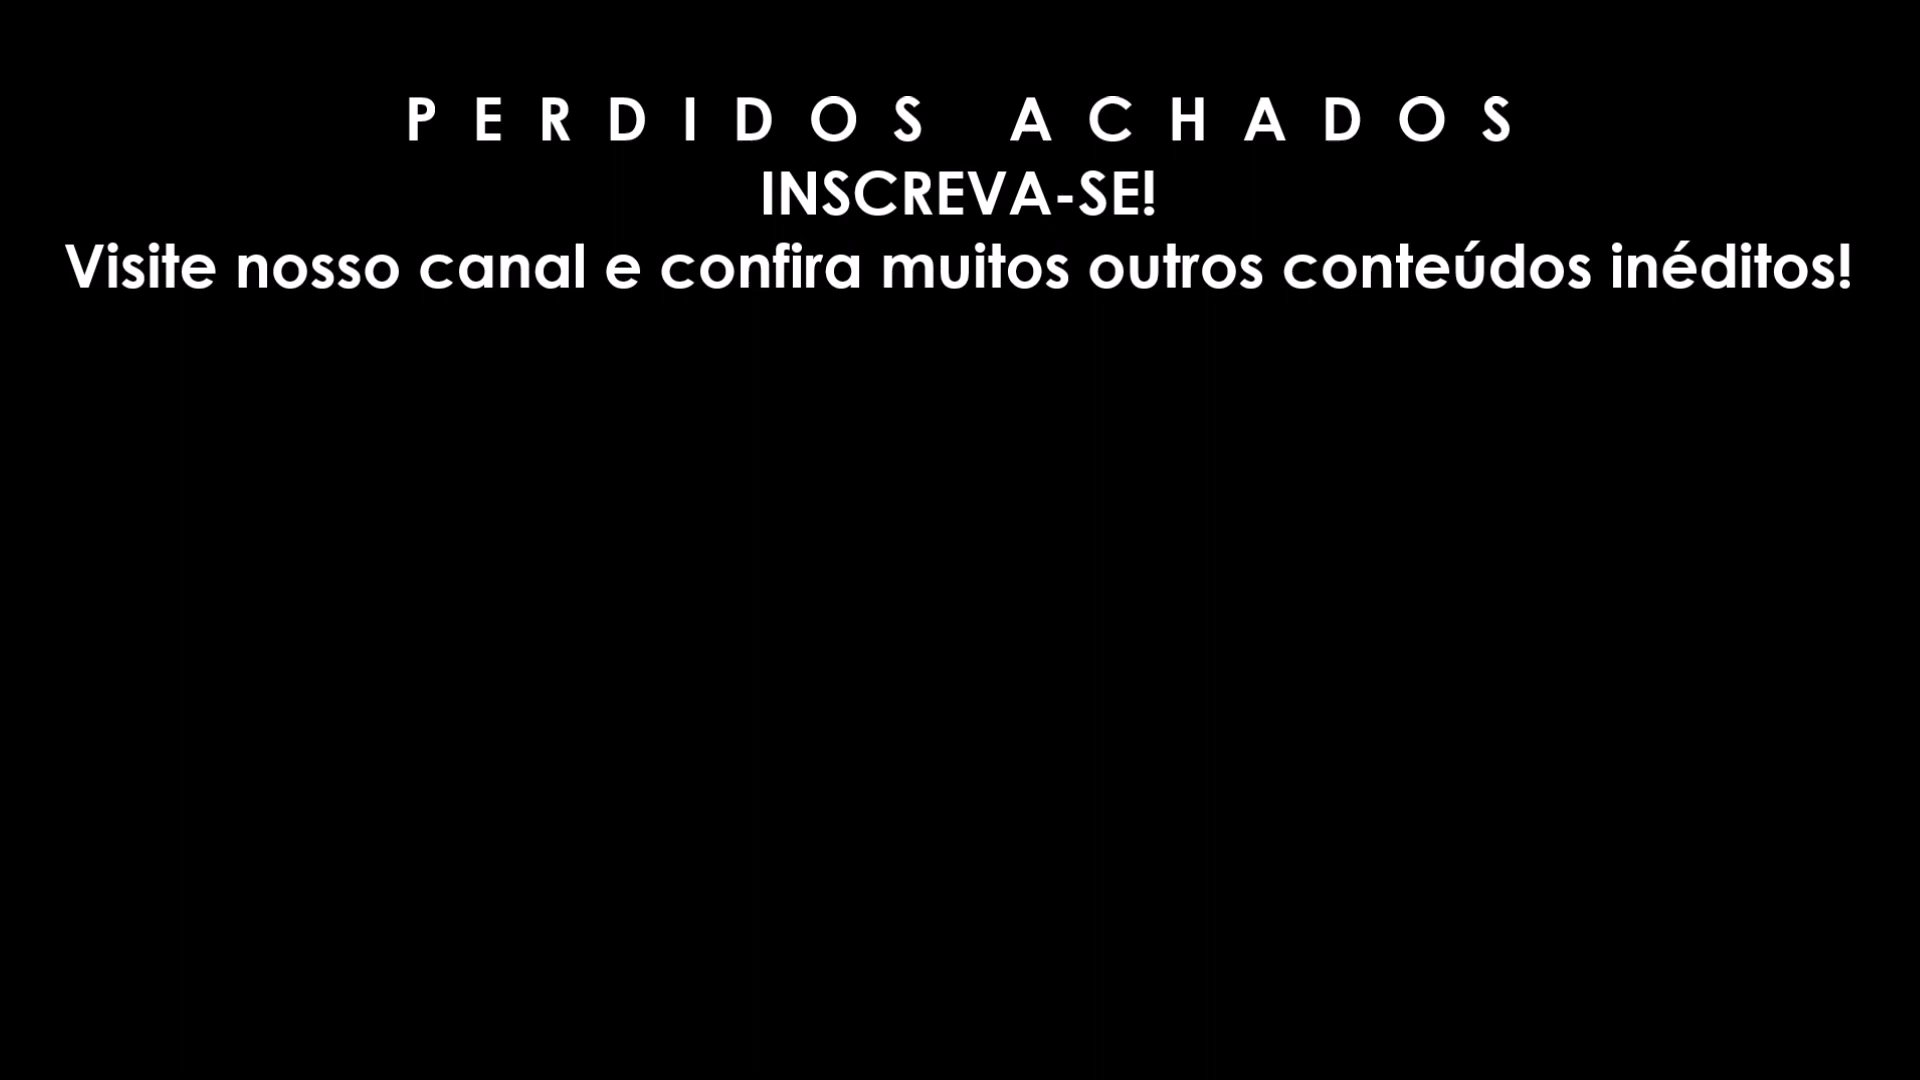 P E R D I D O S   A C H A D O S
INSCREVA-SE!
Visite nosso canal e confira muitos outros conteúdos inéditos!